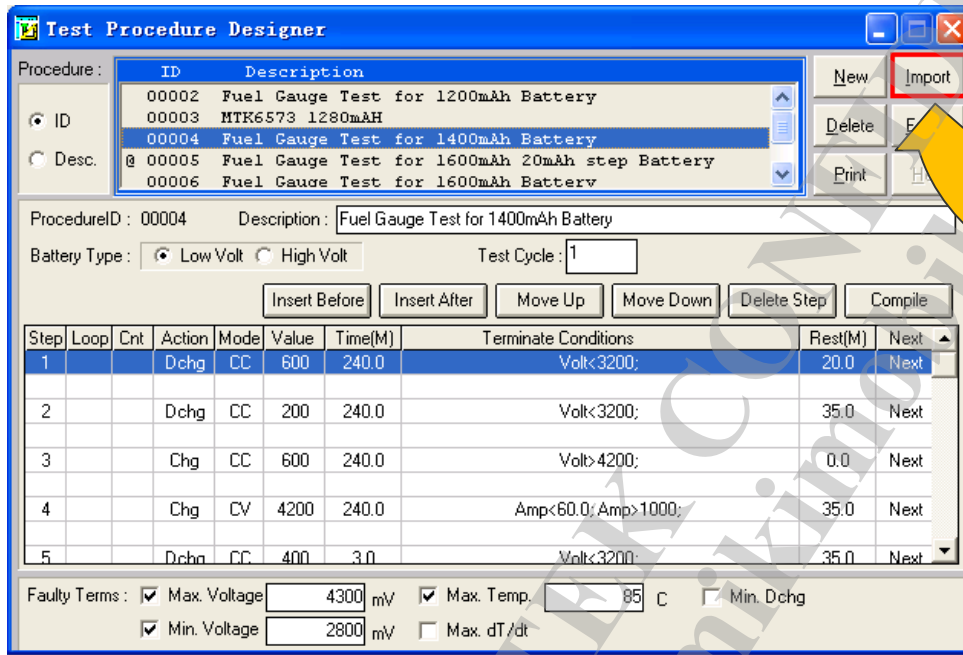 Test Procedure Designer
Procedure :
ID
Desc.
ID Description
00002 Fuel Gauge Test for 1200mAh Battery
00003 MTK6573 1280mAH
00004 Fuel Gauge Test for 1400mAh Battery
@ 00005 Fuel Gauge Test for 1600mAh 20mAh step Battery
00006 Fuel Gauge Test for 1600mAh Battery
New Import
Delete
Print
ProcedureID : 00004 Description : Fuel Gauge Test for 1400mAh Battery
Battery Type : Low Volt High Volt Test Cycle : 1
Insert Before Insert After Move Up Move Down Delete Step Compile
Step Loop Cnt Action Mode Value Time(M) Terminate Conditions Rest(M) Next
1 Dchg CC 600 240.0 Volt<3200; 20.0 Next
2 Dchg CC 200 240.0 Volt<3200; 35.0 Next
3 Chg CC 600 240.0 Volt>4200; 0.0 Next
4 Chg CV 4200 240.0 Amp<60.0; Amp>1000; 35.0 Next
5 Dchg CC 400 3.0 Volt<3200; 35.0 Next
Faulty Terms : Max. Voltage 4300 mV Max. Temp. 85 C Min. Dchg
Min. Voltage 2800 mV Max. dT/dt